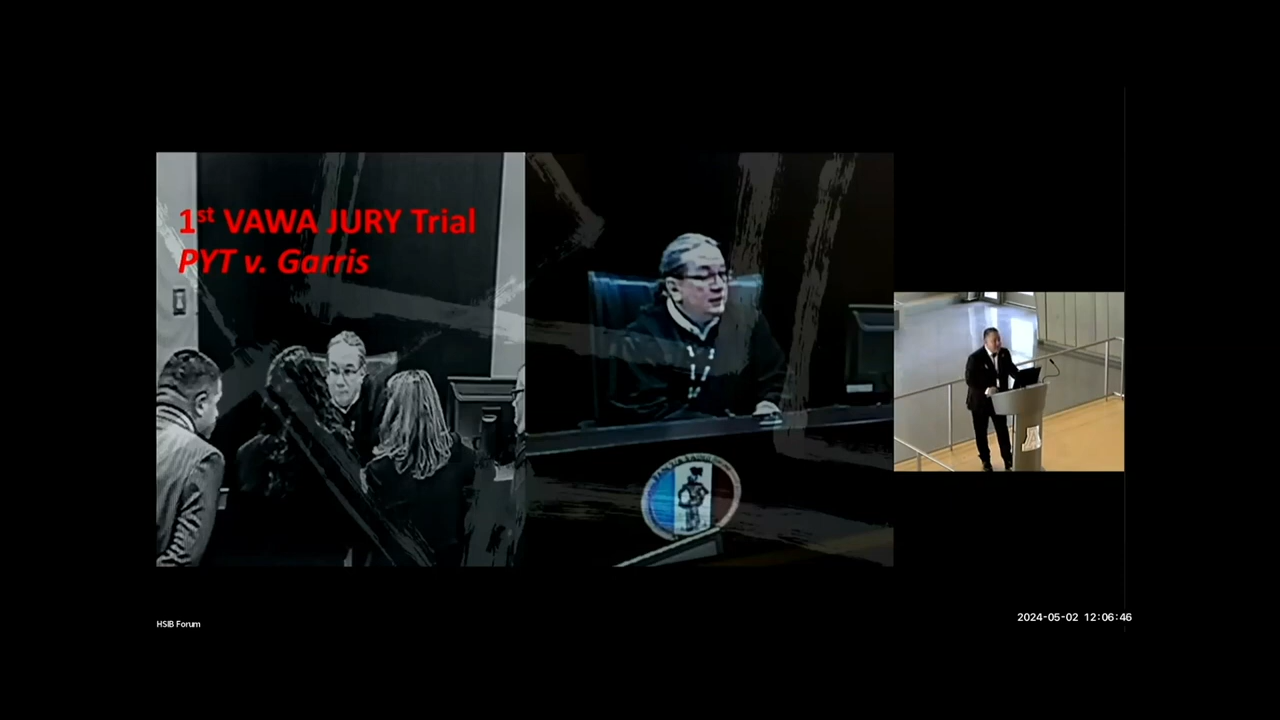 1st VAWA JURY Trial
PYT v. Garris
HSIB Forum
2024-05-02 12:06:46